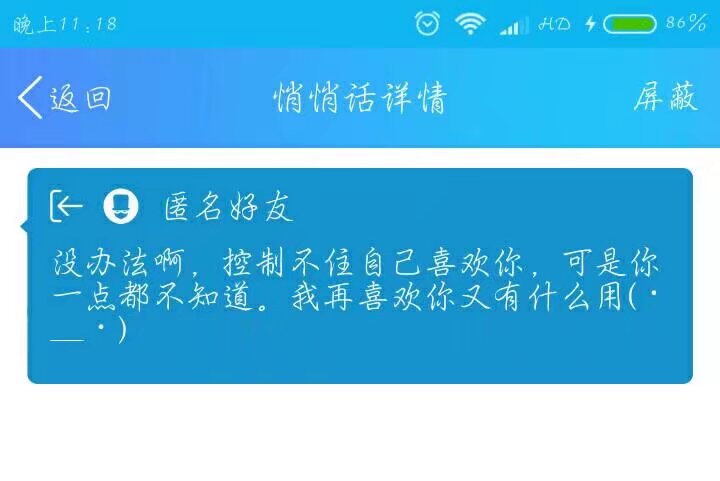 晚上11:18 HD 86%
返回 悄悄话详情 屏蔽
匿名好友
没办法啊，控制不住自己喜欢你，可是你
一点都不知道。我再喜欢你又有什么用(·
__·)